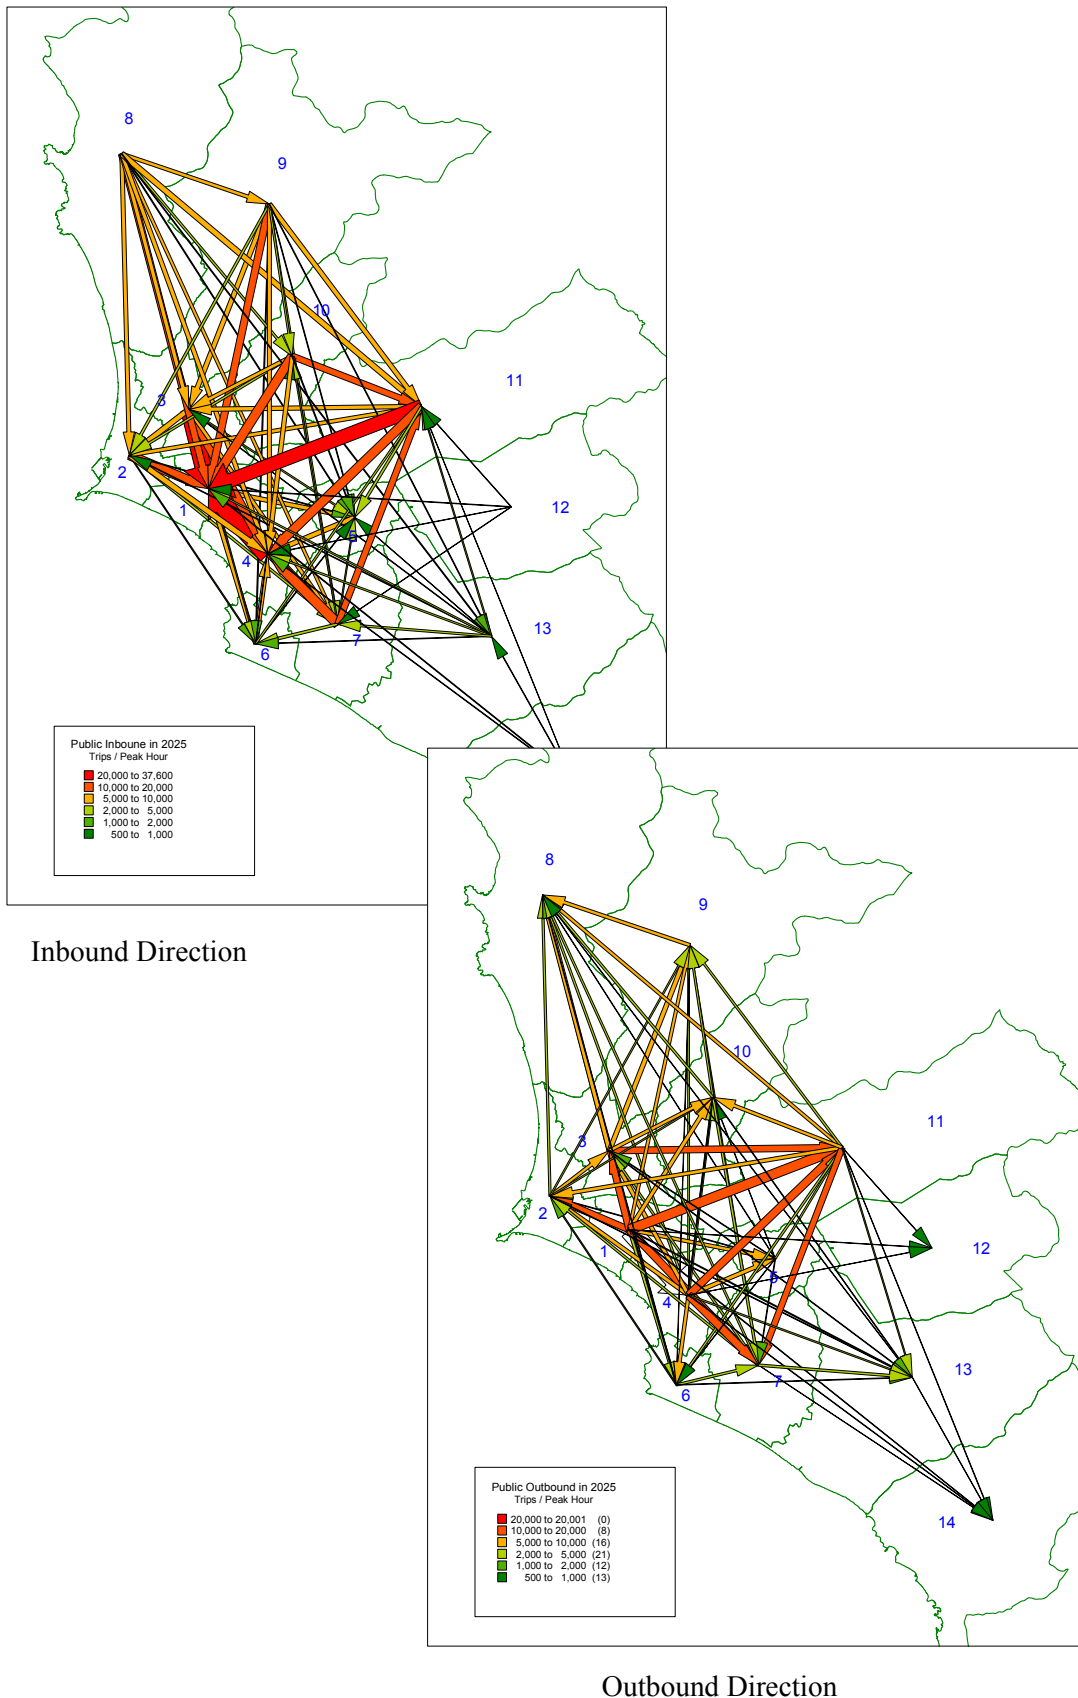 8
9
10
11
3
2
12
1
5
4
13
7
6
Public Inboune in 2025
Trips / Peak Hour
20,000 to 37,600
10,000 to 20,000
5,000 to 10,000
2,000 to 5,000
1,000 to 2,000
500 to 1,000
Inbound Direction
8
9
10
11
3
2
12
1
5
4
13
7
6
14
Public Outbound in 2025
Trips / Peak Hour
20,000 to 20,001 (0)
10,000 to 20,000 (8)
5,000 to 10,000 (16)
2,000 to 5,000 (21)
1,000 to 2,000 (12)
500 to 1,000 (13)
Outbound Direction